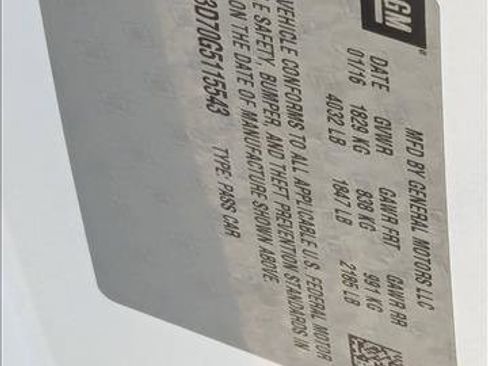 GM
MFD BY GENERAL MOTORS LLC
DATE GVWR GAWR FRT GAWR RR
01/16 1829 KG 838 KG 991 KG
4032 LB 1847 LB 2185 LB
VEHICLE CONFORMS TO ALL APPLICABLE U.S. FEDERAL MOTOR
SAFETY, BUMPER, AND THEFT PREVENTION STANDARDS IN
ON THE DATE OF MANUFACTURE SHOWN ABOVE.
3D70G5115543 TYPE: PASS CAR